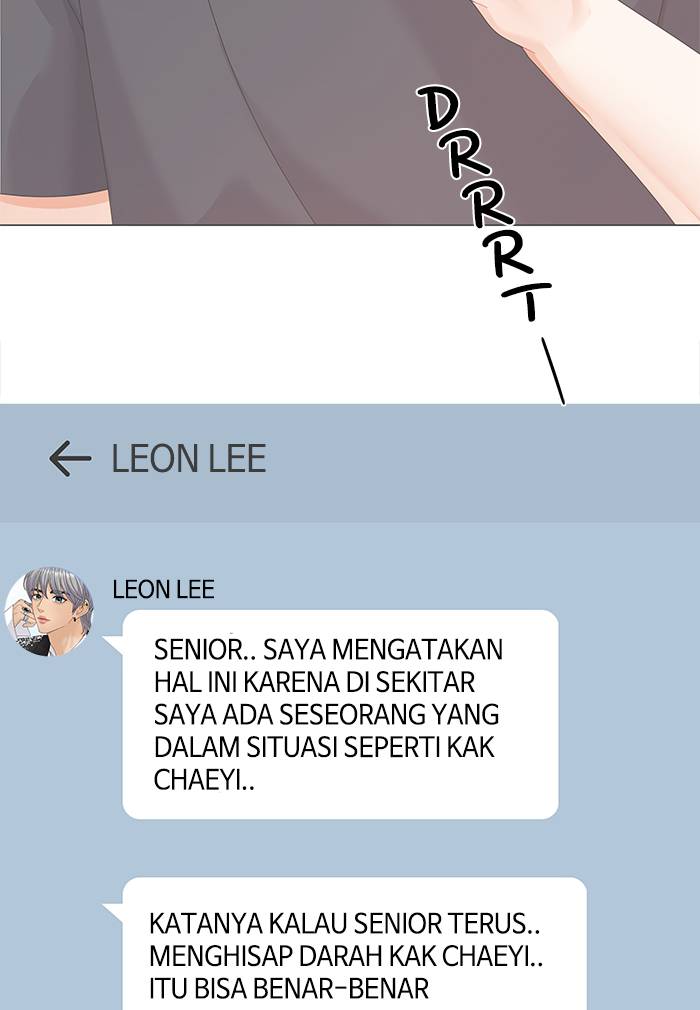 DRRRT
LEON LEE
LEON LEE
SENIOR.. SAYA MENGATAKAN
HAL INI KARENA DI SEKITAR
SAYA ADA SESEORANG YANG
DALAM SITUASI SEPERTI KAK
CHAEYI..
KATANYA KALAU SENIOR TERUS..
MENGHISAP DARAH KAK CHAEYI..
ITU BISA BENAR-BENAR